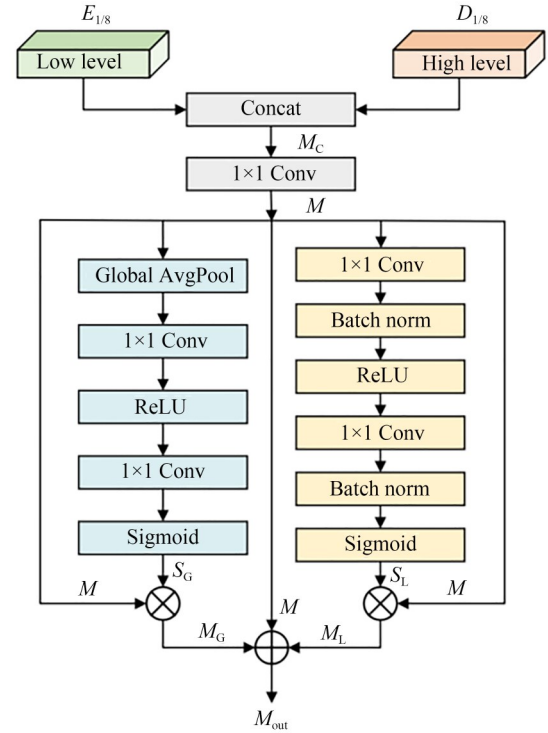 E1/8
D1/8
Low level
High level
Concat
MC
1×1 Conv
M
Global AvgPool
1×1 Conv
1×1 Conv
Batch norm
ReLU
ReLU
1×1 Conv
1×1 Conv
Batch norm
Sigmoid
Sigmoid
SG
SL
M
M
M
MG
ML
Mout